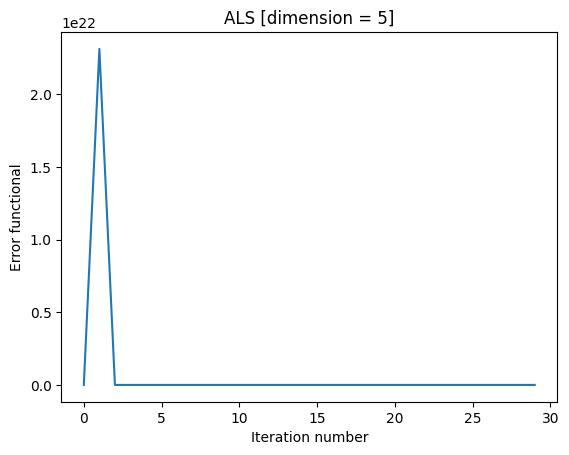 ALS [dimension = 5]
1e22
2.0
1.5
1.0
0.5
0.0
Error functional
0 5 10 15 20 25 30
Iteration number